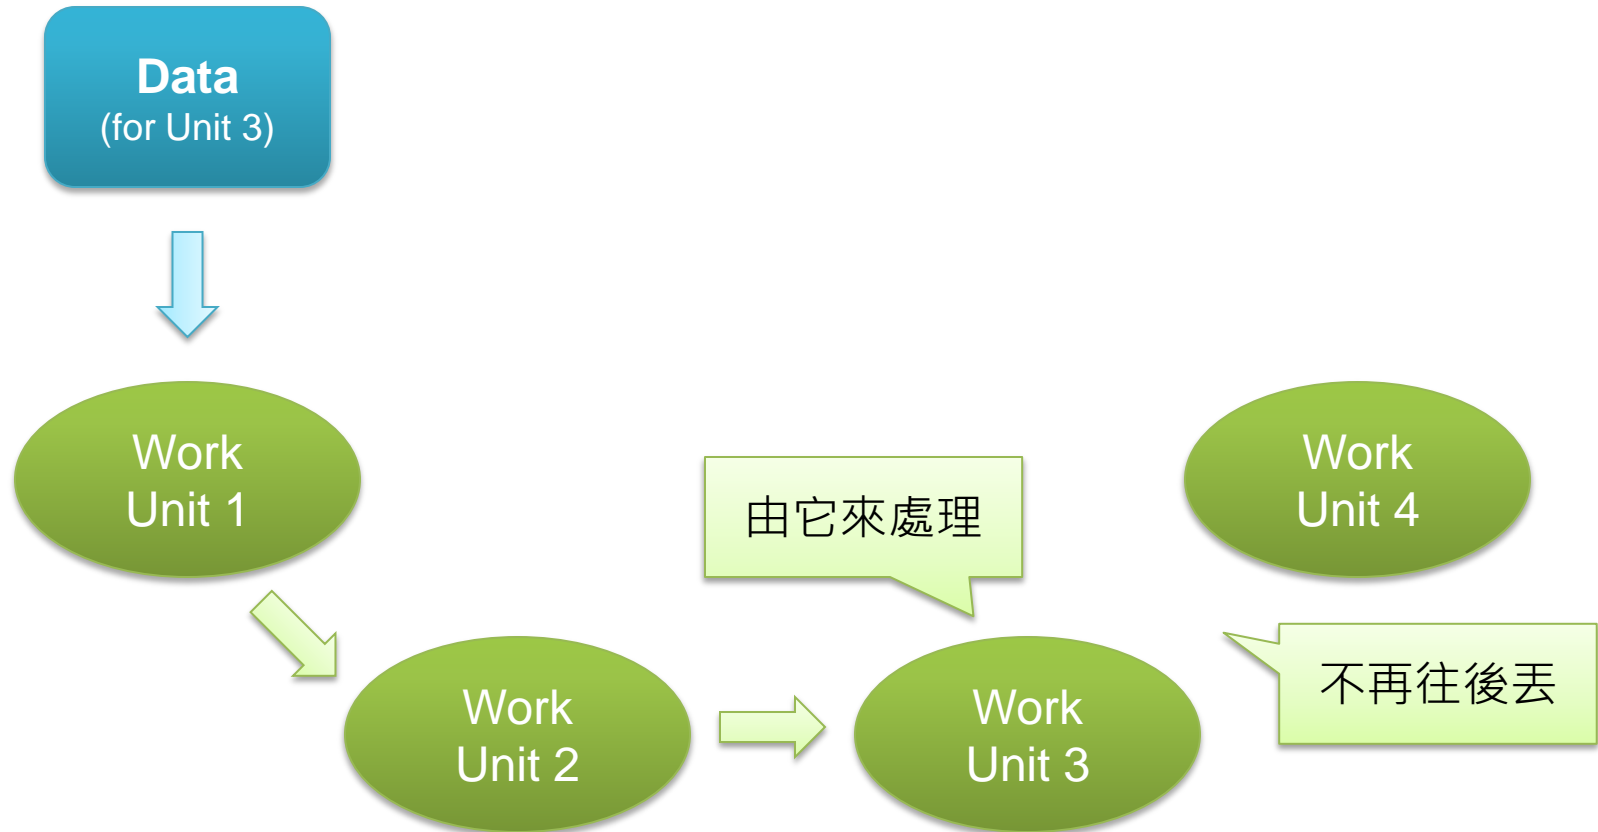 Data
(for Unit 3)
Work
Unit 1
Work
Unit 2
由它來處理
Work
Unit 3
Work
Unit 4
不再往後丟